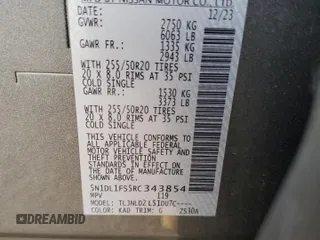 MFD BY NISSAN MOTOR CO., LTD.
DATE: 12/23
GVWR: 2750 KG
6063 LB
GAWR FR: 1335 KG
2943 LB
WITH 255/50R20 TIRES
20 X 8.0 RIMS AT 35 PSI
COLD SINGLE
GAWR RR: 1530 KG
3373 LB
WITH 255/50R20 TIRES
20 X 8.0 RIMS AT 35 PSI
COLD SINGLE
THIS VEHICLE CONFORMS TO ALL
APPLICABLE FEDERAL MOTOR VEHICLE
SAFETY AND THEFT PREVENTION
STANDARDS IN EFFECT ON THE DATE OF
MANUFACTURE SHOWN ABOVE.
5N1DL1FS5RC343854
MPV 119
MODEL: TLJNLD2
COLOR: KAD TRIM: G
AUTOBIDMASTER